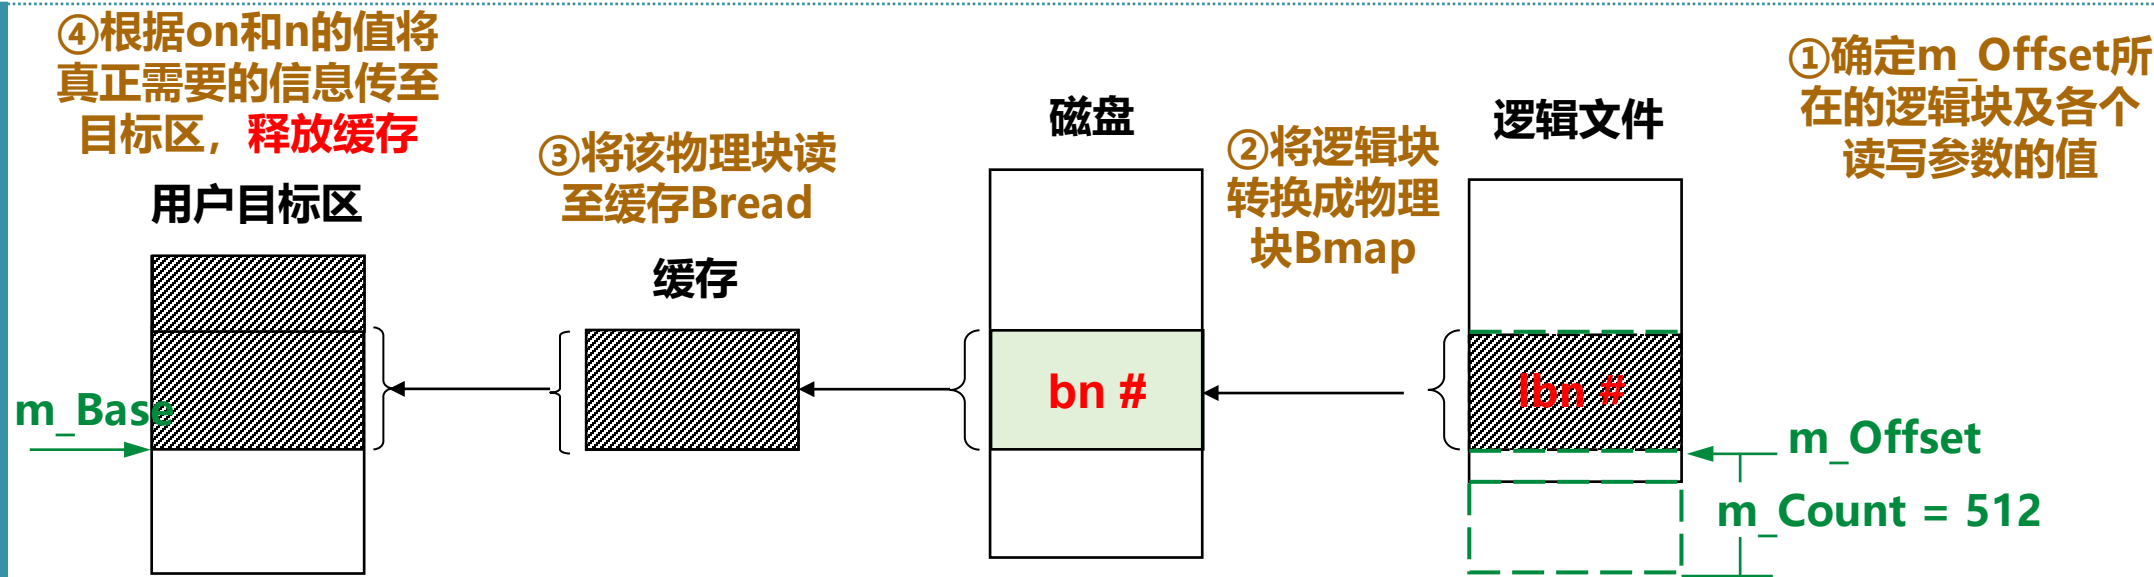 ④根据on和n的值将
真正需要的信息传至
目标区，释放缓存
用户目标区
③将该物理块读
至缓存Bread
缓存
磁盘
②将逻辑块
转换成物理
块Bmap
逻辑文件
①确定m_Offset所
在的逻辑块及各个
读写参数的值
m_Base
bn #
lbn #
m_Offset
m_Count = 512